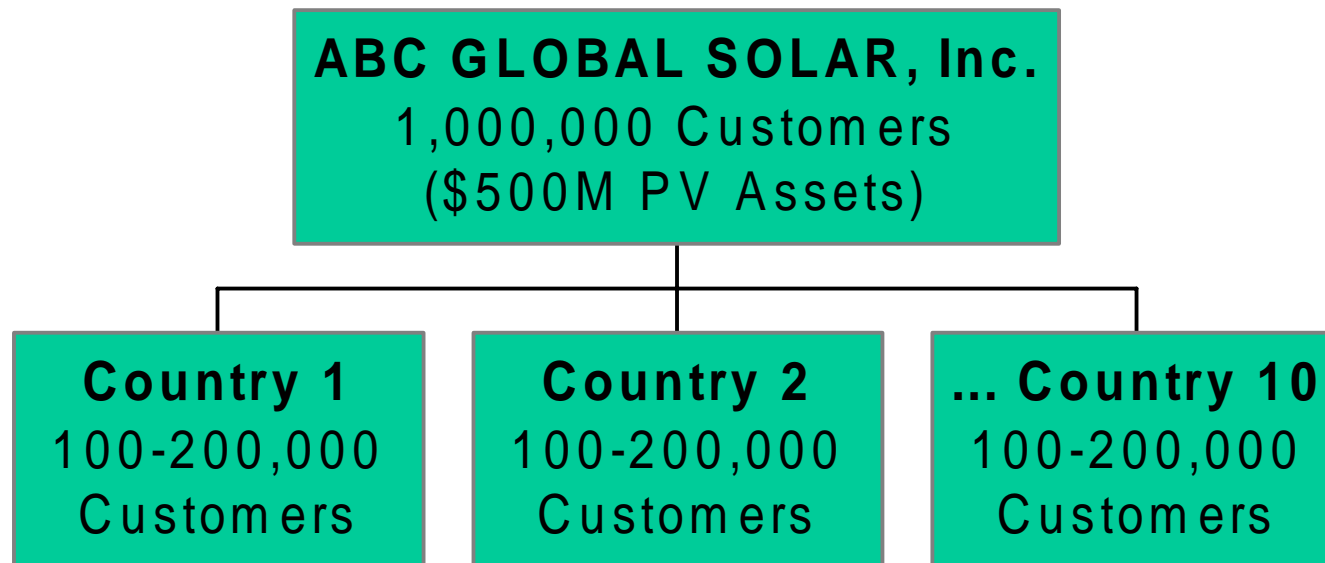 ABC GLOBAL SOLAR, Inc.
1,000,000 Customers
($500M PV Assets)
Country 1
100-200,000
Customers
Country 2
100-200,000
Customers
... Country 10
100-200,000
Customers